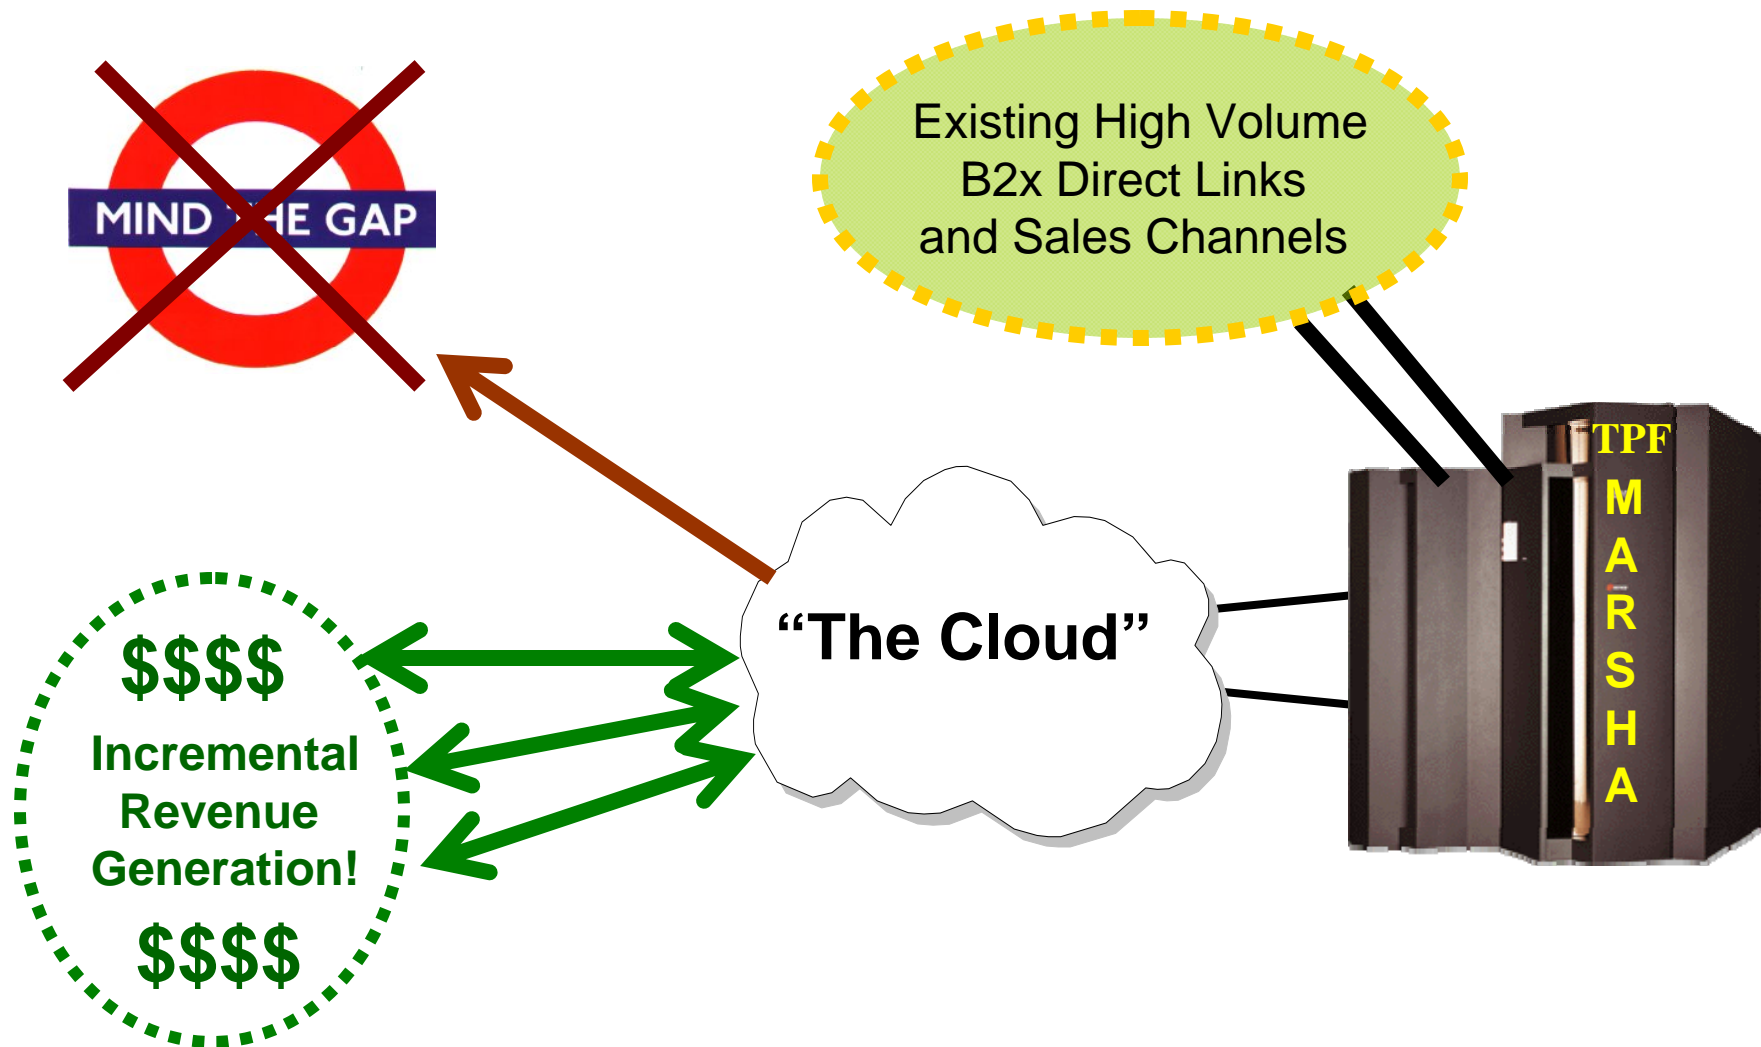 MIND THE GAP
Existing High Volume
B2x Direct Links
and Sales Channels
TPF
M
A
R
S
H
A
“The Cloud”
$$$$
Incremental
Revenue
Generation!
$$$$